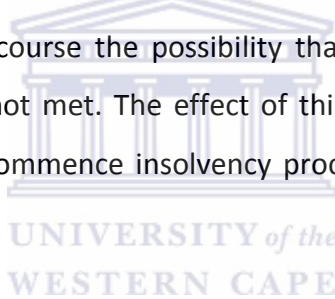 course the possibility tha
not met. The effect of thi
ommence insolvency proc
UNIVERSITY of the
WESTERN CAPE